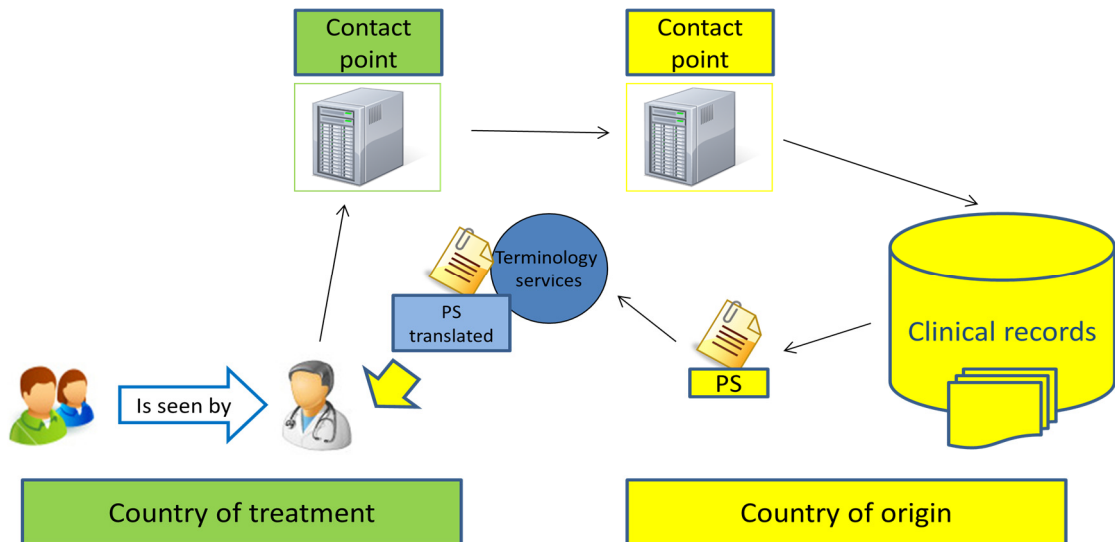 Contact
point
Contact
point
Terminology
services
PS
translated
Clinical records
PS
Is seen by
Country of treatment
Country of origin